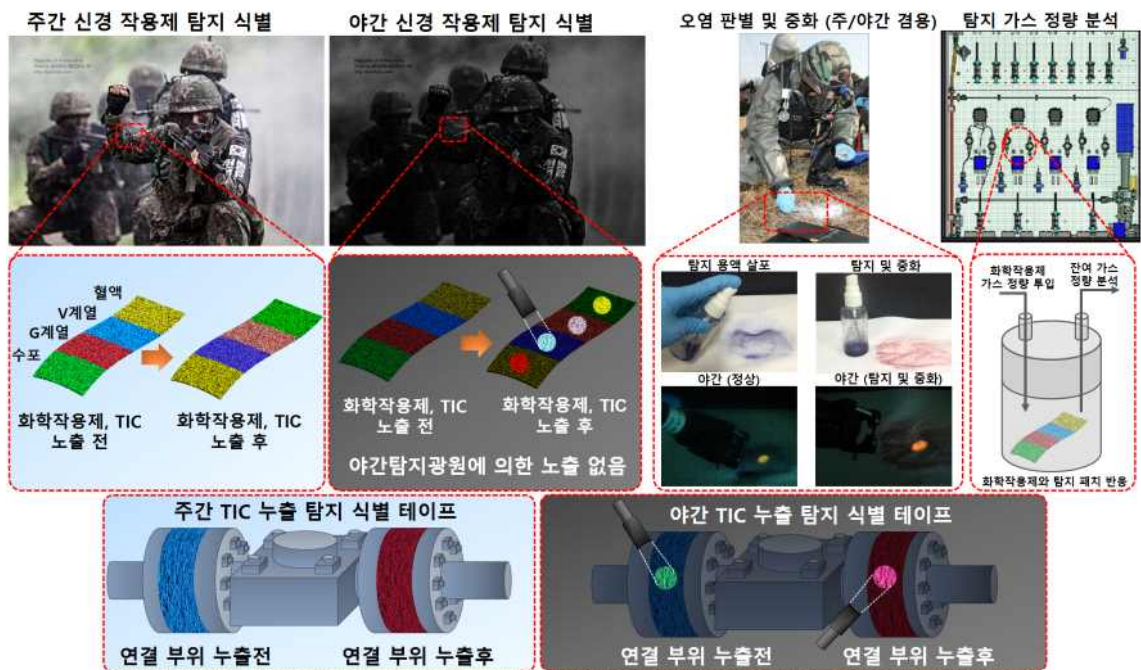 주간 신경 작용제 탐지 식별
야간 신경 작용제 탐지 식별
오염 판별 및 중화 (주/야간 겸용)
탐지 가스 정량 분석
혈액
V계열
G계열
수포
화학작용제, TIC
노출 전
화학작용제, TIC
노출 후
화학작용제, TIC
노출 전
화학작용제, TIC
노출 후
야간탐지광원에 의한 노출 없음
탐지 용액 살포
탐지 및 중화
야간 (정상)
야간 (탐지 및 중화)
화학작용제
가스 정량 투입
잔여 가스
정량 분석
화학작용제와 탐지 패치 반응
주간 TIC 누출 탐지 식별 테이프
연결 부위 누출전
연결 부위 누출후
야간 TIC 누출 탐지 식별 테이프
연결 부위 누출전
연결 부위 누출후